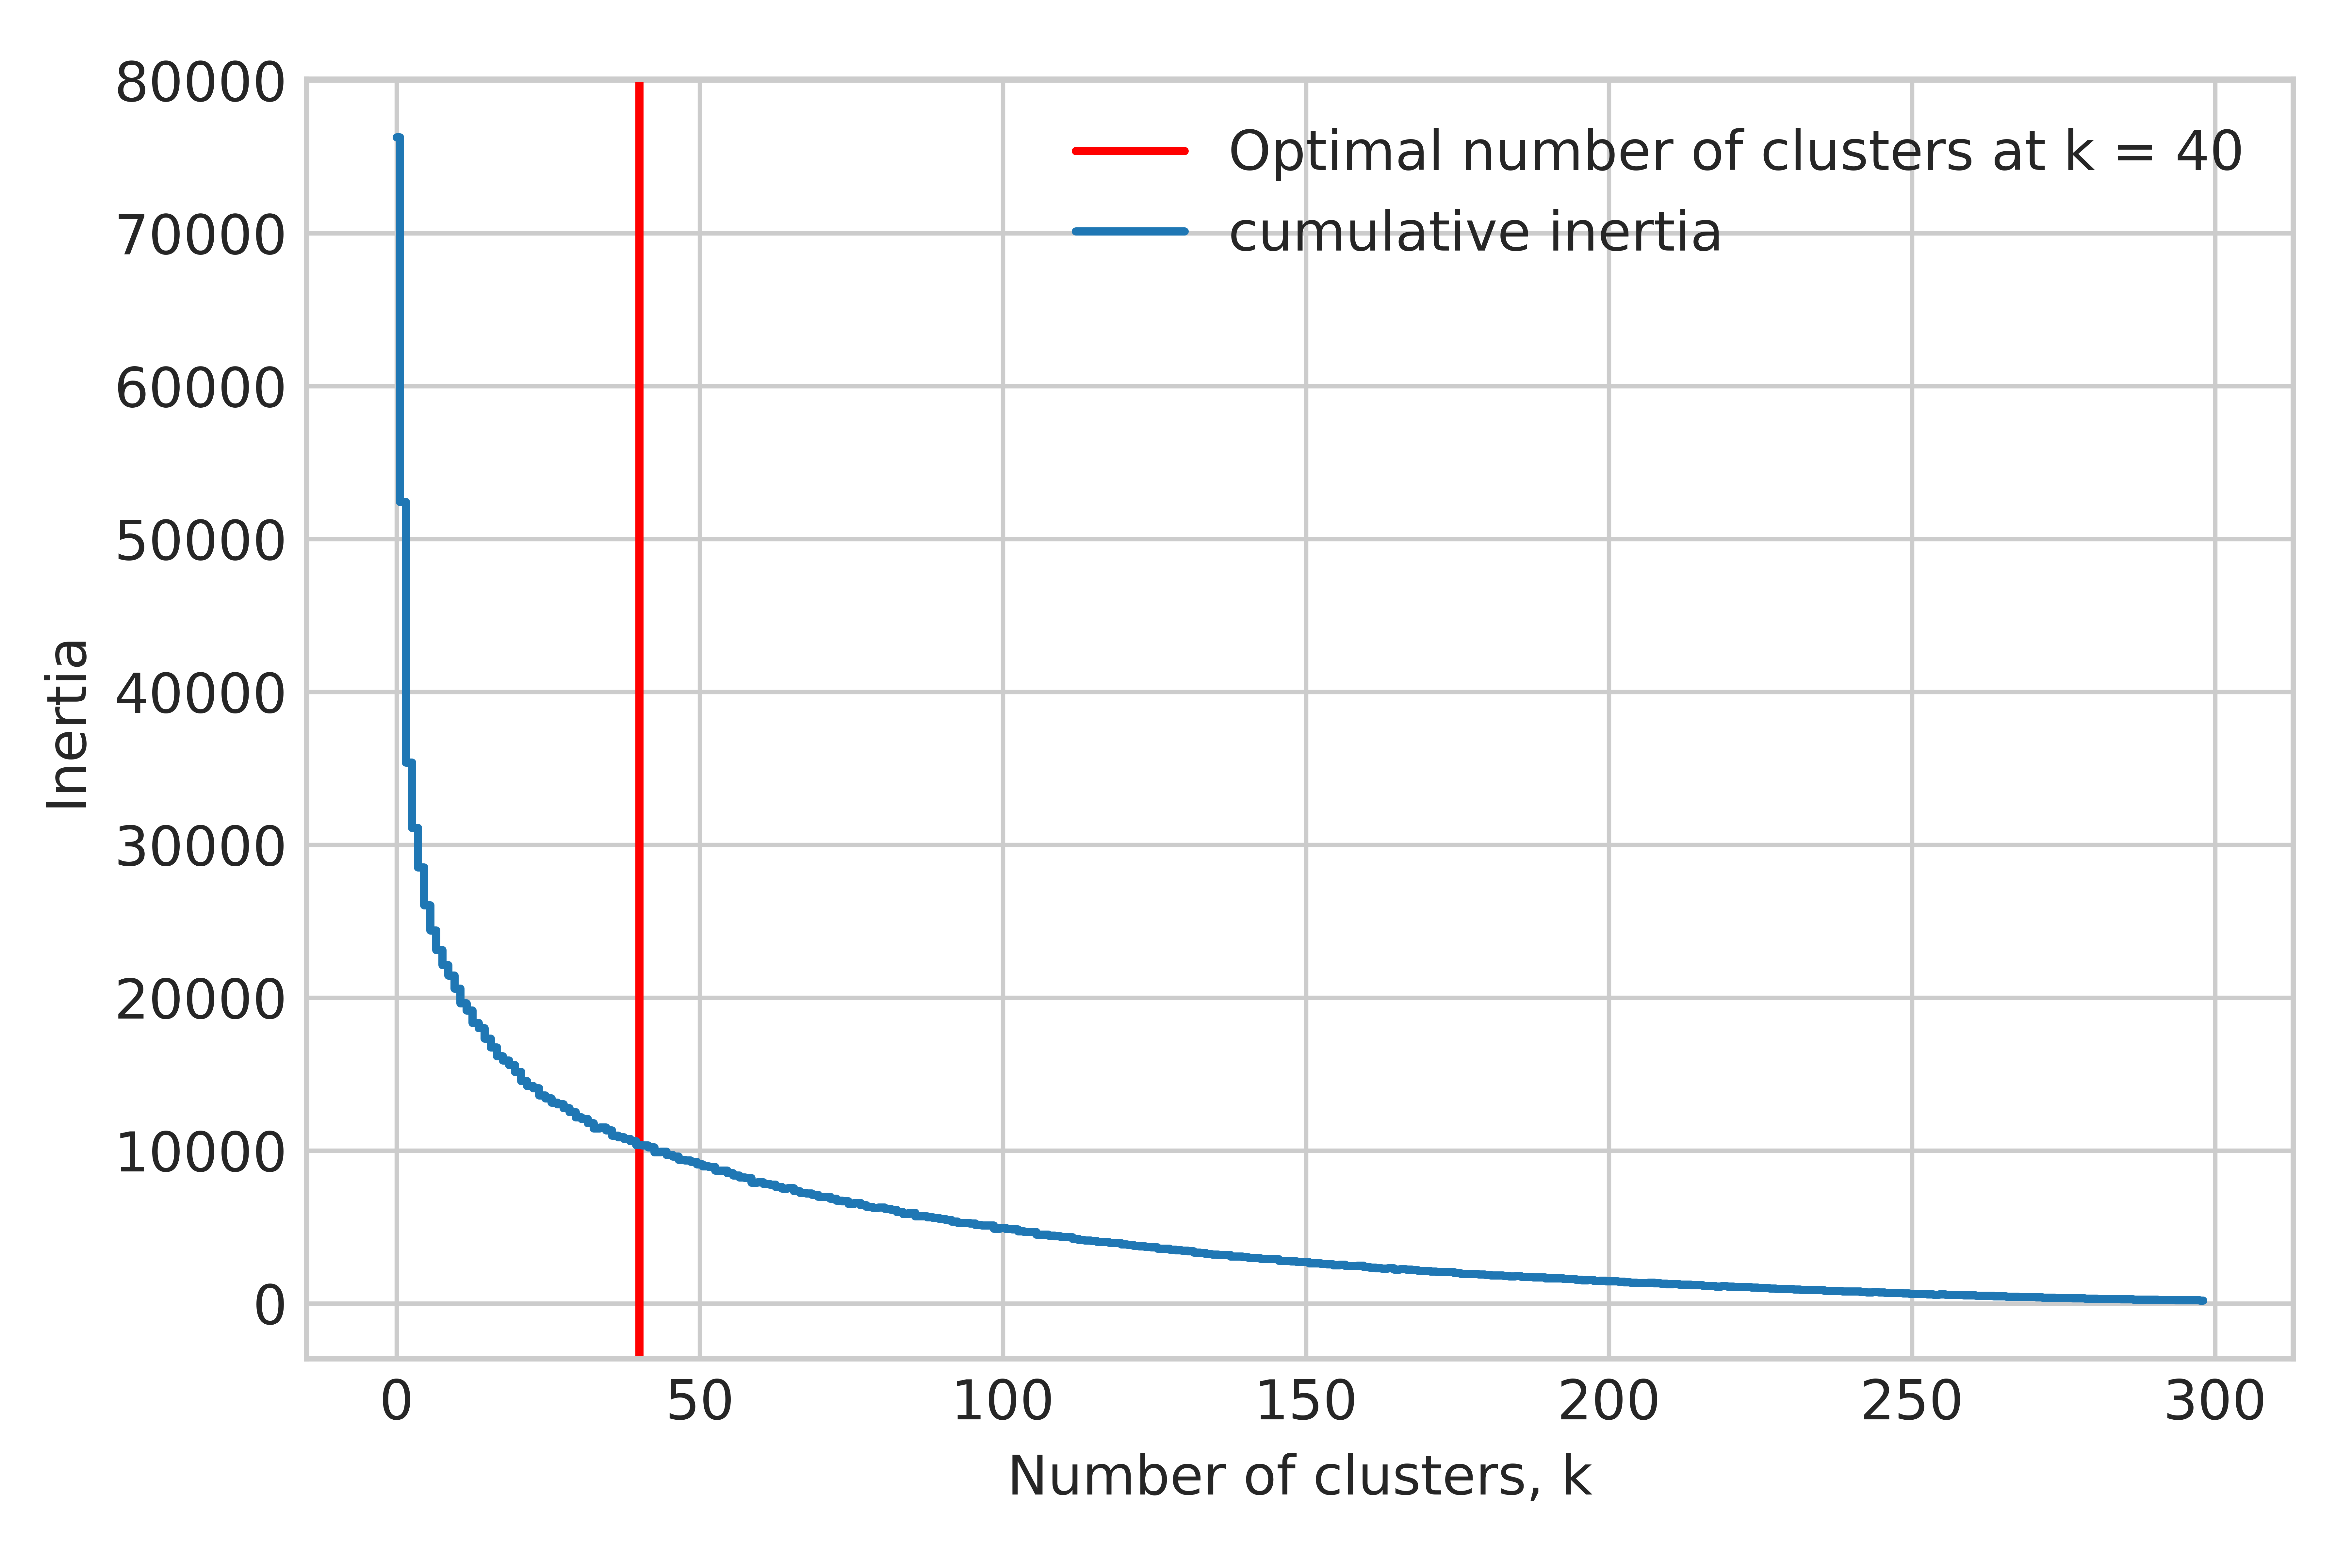 80000
70000
60000
50000
40000
30000
20000
10000
0
Inertia
Optimal number of clusters at k = 40
cumulative inertia
0 50 100 150 200 250 300
Number of clusters, k